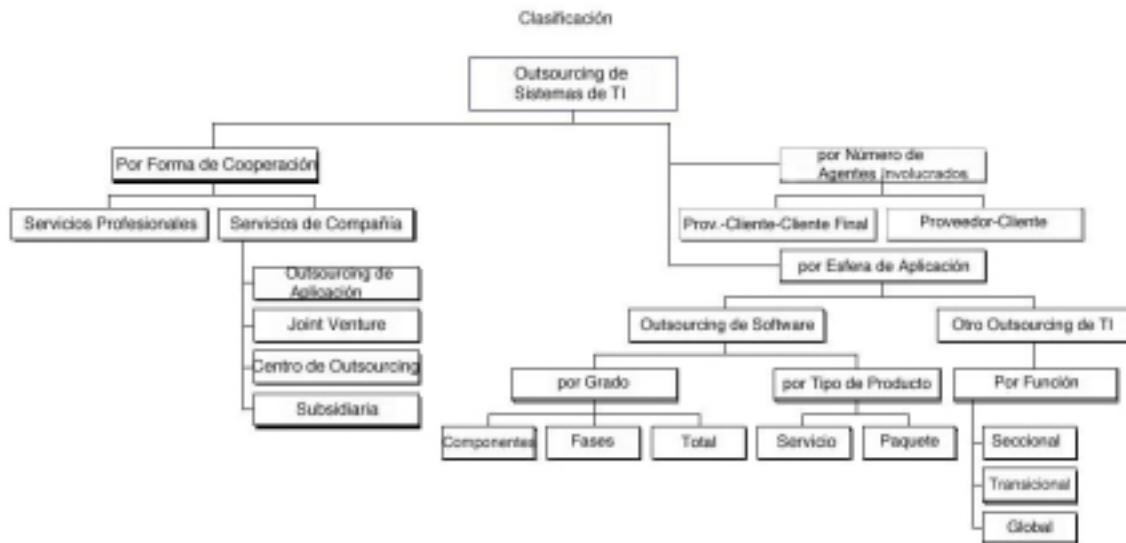 Clasificación
Outsourcing de
Sistemas de TI
Por Forma de Cooperación
por Número de
Agentes Involucrados
Servicios Profesionales
Servicios de Compañía
Prov.-Cliente-Cliente Final
Proveedor-Cliente
Outsourcing de
Aplicación
Joint Venture
Centro de Outsourcing
Subsidiaria
por Esfera de Aplicación
Outsourcing de Software
Otro Outsourcing de TI
por Grado
por Tipo de Producto
Por Función
Componentes
Fases
Total
Servicio
Paquete
Seccional
Transicional
Global